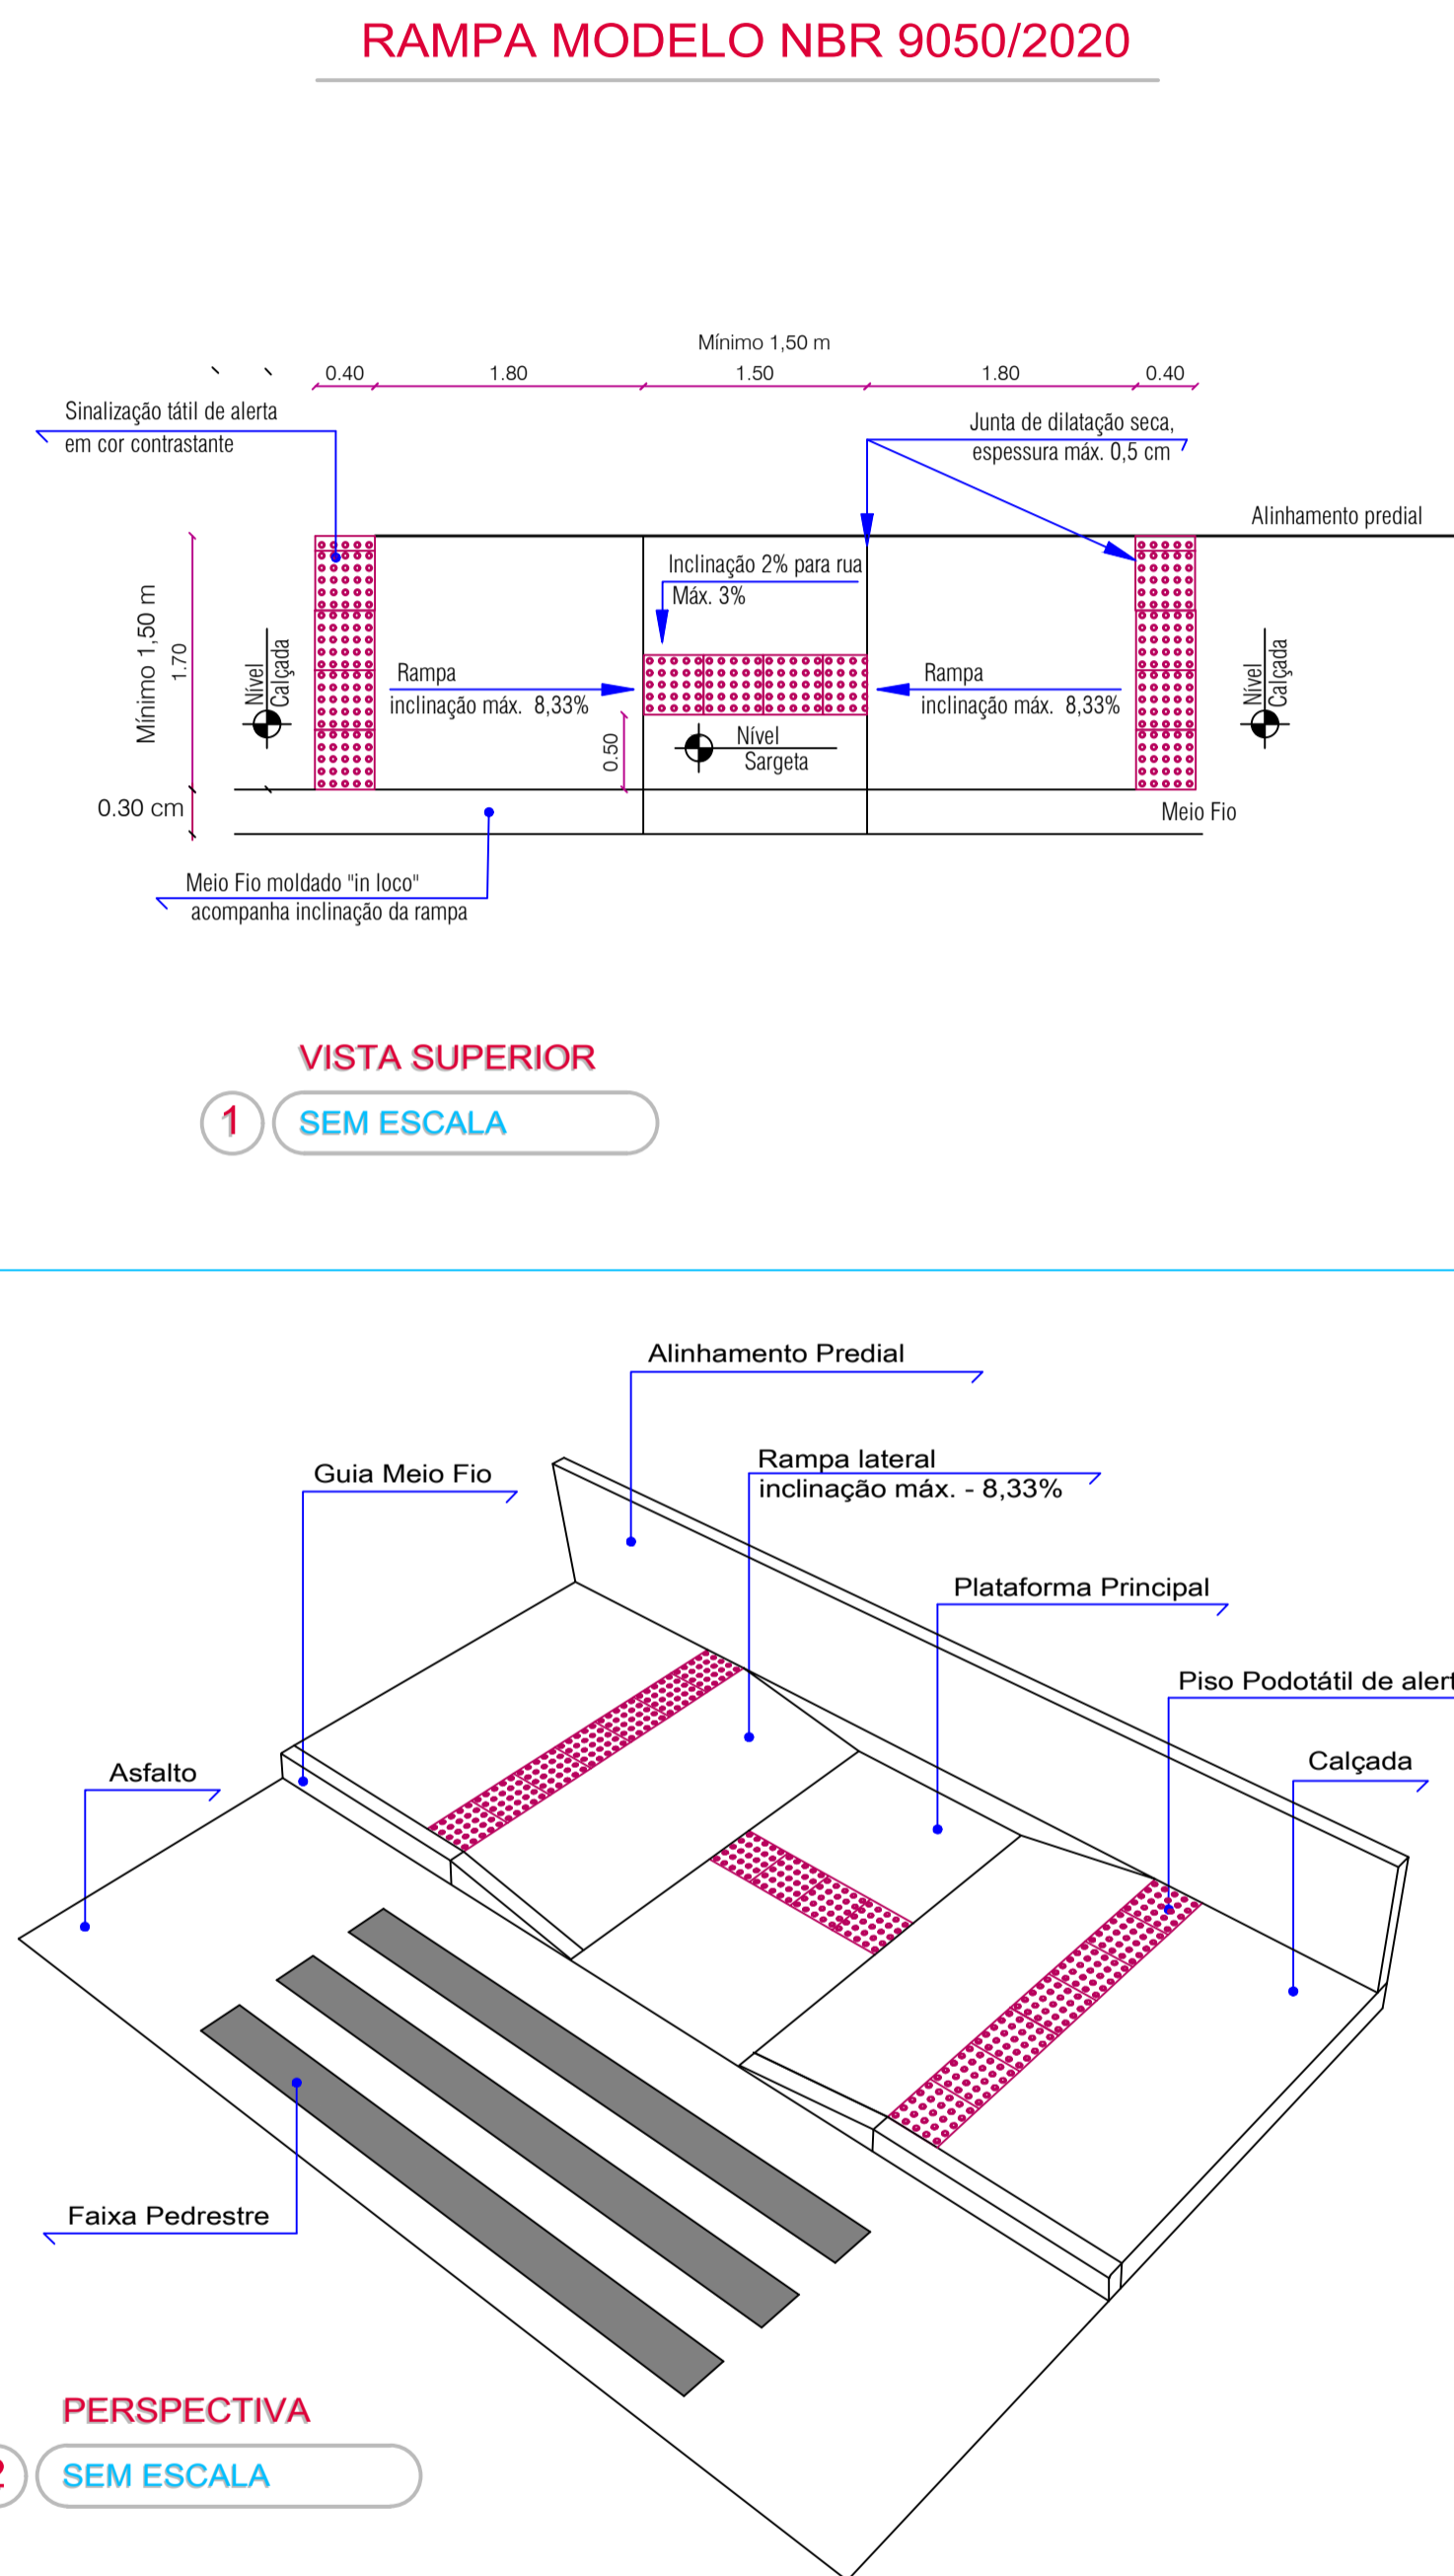 RAMPA MODELO NBR 9050/2020
Mínimo 1,50 m
0.40
1.80
1.50
1.80
0.40
Sinalização tátil de alerta
em cor contrastante
Junta de dilatação seca,
espessura máx. 0,5 cm
Alinhamento predial
Inclinação 2% para rua
Máx. 3%
Mínimo 1,50 m
1.70
Nível
Calçada
Rampa
inclinação máx. 8,33%
Rampa
inclinação máx. 8,33%
Nível
Calçada
0.50
Nível
Sargeta
0.30 cm
Meio Fio
Meio Fio moldado "in loco"
acompanha inclinação da rampa
VISTA SUPERIOR
1
SEM ESCALA
Alinhamento Predial
Rampa lateral
inclinação máx. - 8,33%
Guia Meio Fio
Plataforma Principal
Piso Podotátil de alert
Asfalto
Calçada
Faixa Pedrestre
PERSPECTIVA
2
SEM ESCALA